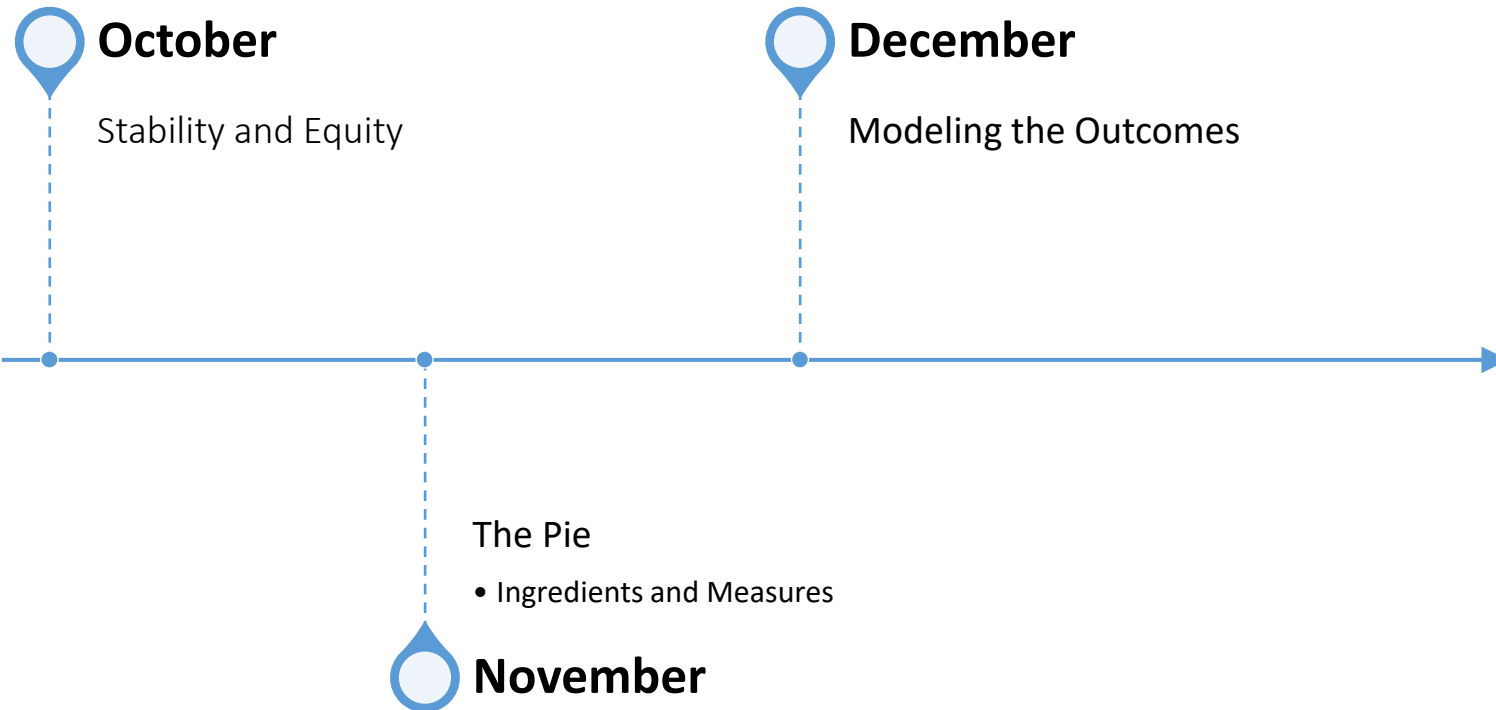 October
Stability and Equity
December
Modeling the Outcomes
The Pie
• Ingredients and Measures
November